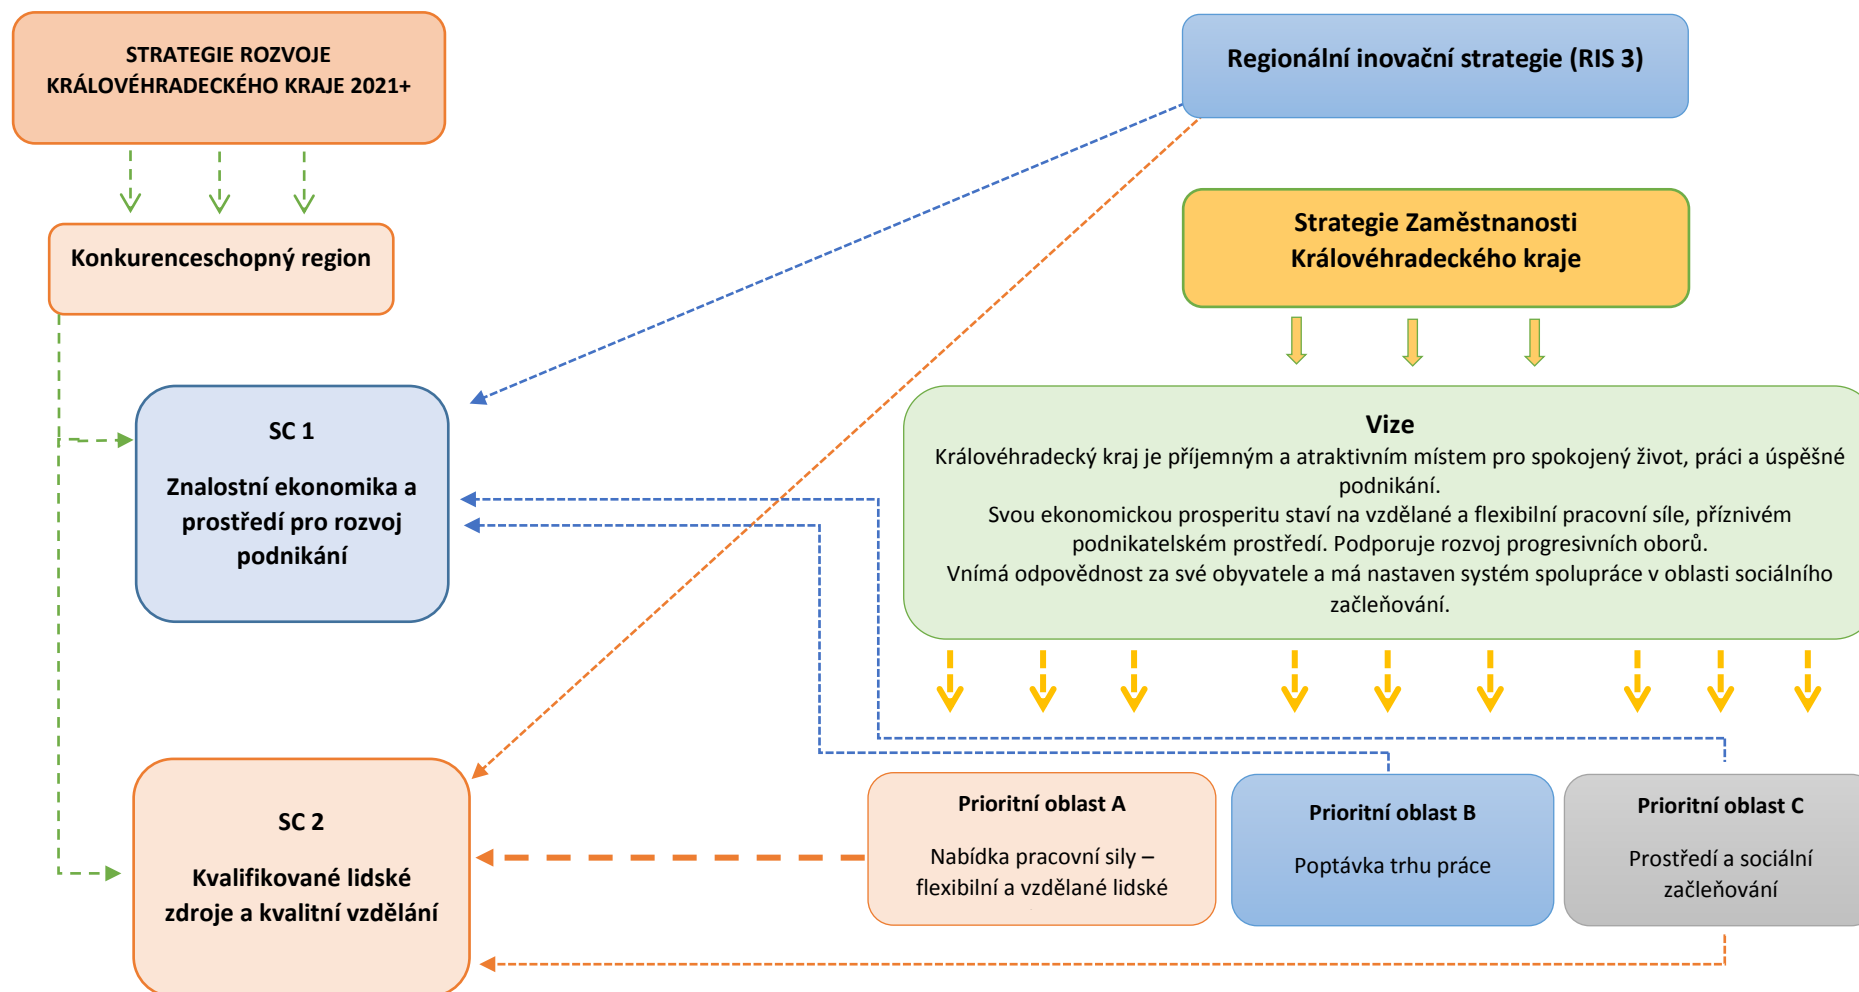 STRATEGIE ROZVOJE
KRÁLOVÉHRADECKÉHO KRAJE 2021+
Regionální inovační strategie (RIS 3)
Strategie Zaměstnanosti
Královéhradeckého kraje
Konkurenceschopný region
SC 1
Znalostní ekonomika a
prostředí pro rozvoj
podnikání
Vize
Královéhradecký kraj je příjemným a atraktivním místem pro spokojený život, práci a úspěšné
podnikání.
Svou ekonomickou prosperitu staví na vzdělané a flexibilní pracovní síle, příznivém
podnikatelském prostředí. Podporuje rozvoj progresivních oborů.
Vnímá odpovědnost za své obyvatele a má nastaven systém spolupráce v oblasti sociálního
začleňování.
SC 2
Kvalifikované lidské
zdroje a kvalitní vzdělání
Prioritní oblast A
Nabídka pracovní sily –
flexibilní a vzdělané lidské
Prioritní oblast B
Poptávka trhu práce
Prioritní oblast C
Prostředí a sociální
začleňování